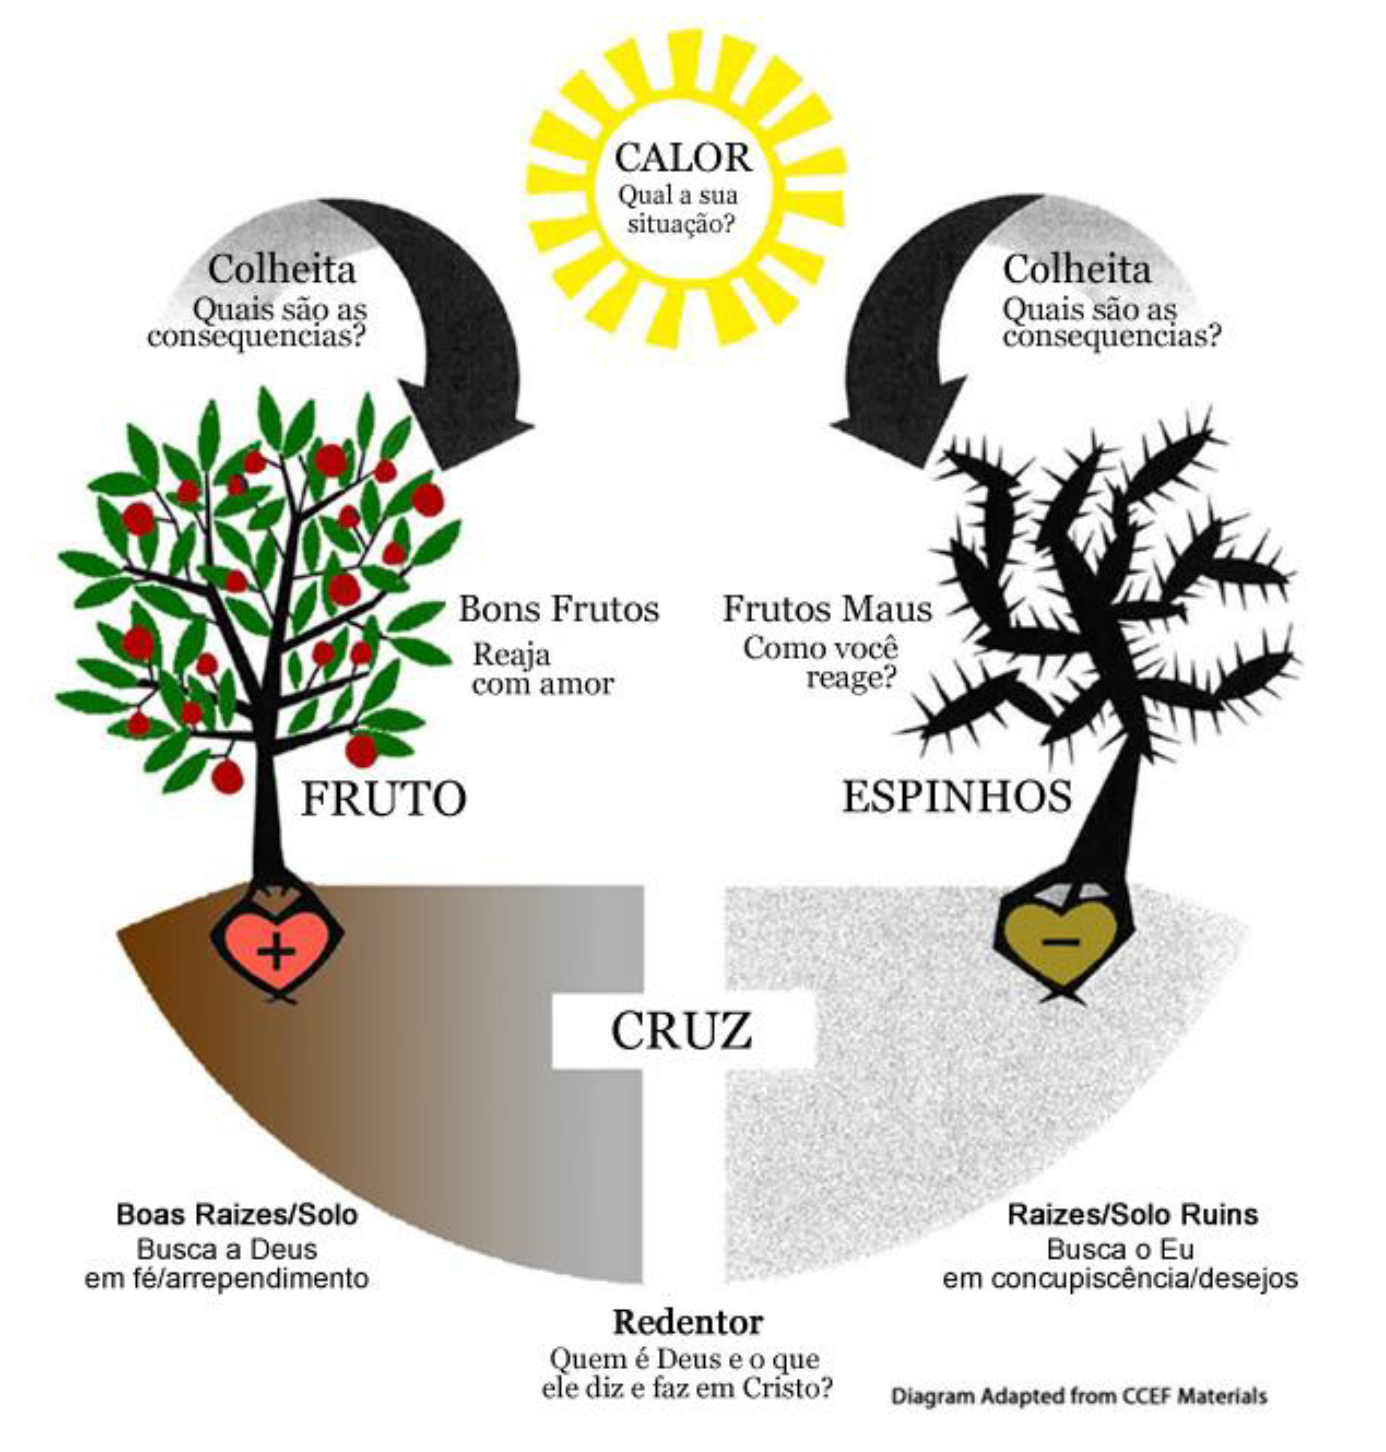 CALOR
Qual a sua
situação?
Colheita
Quais são as
consequencias?
Colheita
Quais são as
consequencias?
Bons Frutos
Reaja
com amor
Frutos Maus
Como você
reage?
FRUTO
ESPINHOS
+
−
CRUZ
Boas Raizes/Solo
Busca a Deus
em fé/arrependimento
Raizes/Solo Ruins
Busca o Eu
em concupiscência/desejos
Redentor
Quem é Deus e o que
ele diz e faz em Cristo?
Diagram Adapted from CCEF Materials